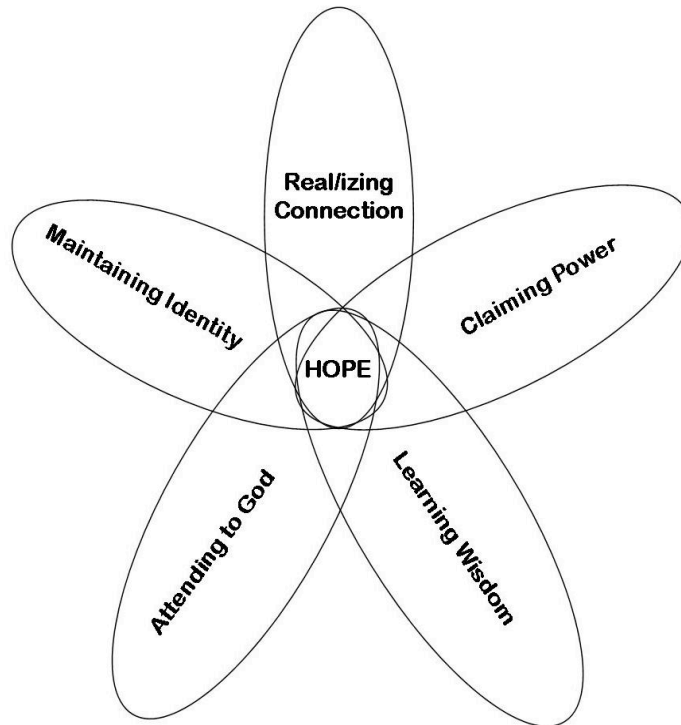 Real/izing
Connection
Maintaining Identity
Claiming Power
HOPE
Attending to God
Learning Wisdom